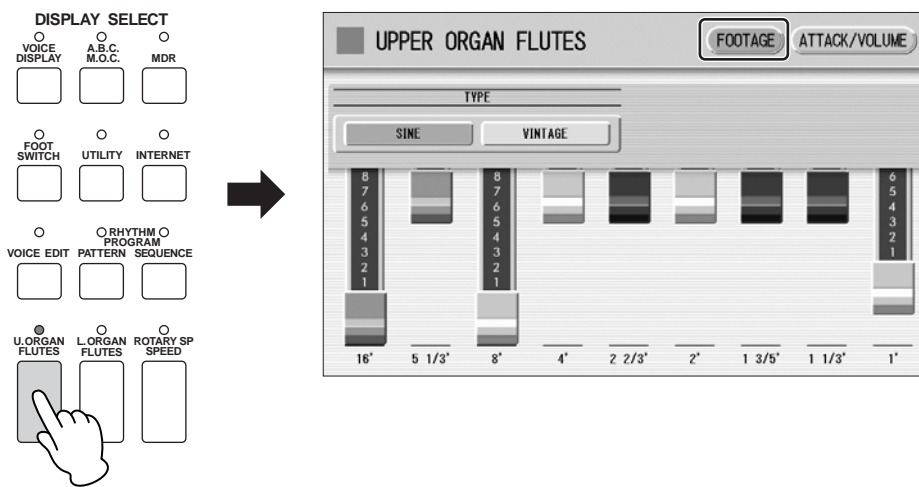 DISPLAY SELECT
VOICE DISPLAY
A.B.C. M.O.C.
MDR
FOOT SWITCH
UTILITY
INTERNET
VOICE EDIT
RHYTHM PROGRAM
PATTERN
SEQUENCE
U.ORGAN FLUTES
L.ORGAN FLUTES
ROTARY SP SPEED
UPPER ORGAN FLUTES
FOOTAGE
ATTACK/VOLUME
TYPE
SINE
VINTAGE
8 8 6
7 7 5
6 6 4
5 5 3
4 4 2
3 3 1
2 2
1 1
16' 5 1/3' 8' 4' 2 2/3' 2' 1 3/5' 1 1/3' 1'